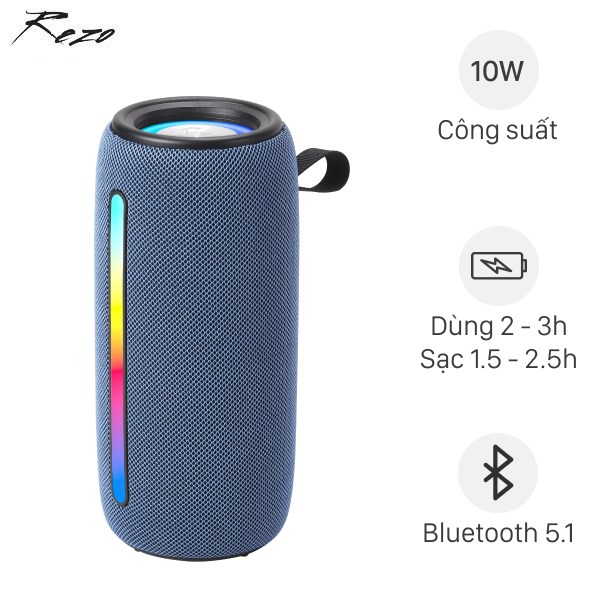 Rezo
10W
Công suất
Dùng 2 - 3h
Sạc 1.5 - 2.5h
Bluetooth 5.1